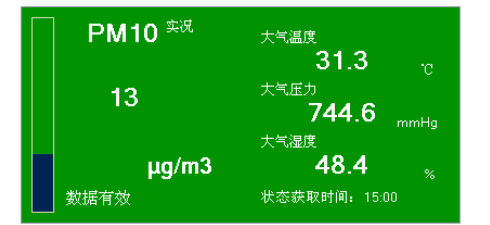 PM10 实况
13
µg/m3
数据有效
大气温度
31.3 ℃
大气压力
744.6 mmHg
大气湿度
48.4 %
状态获取时间：15:00